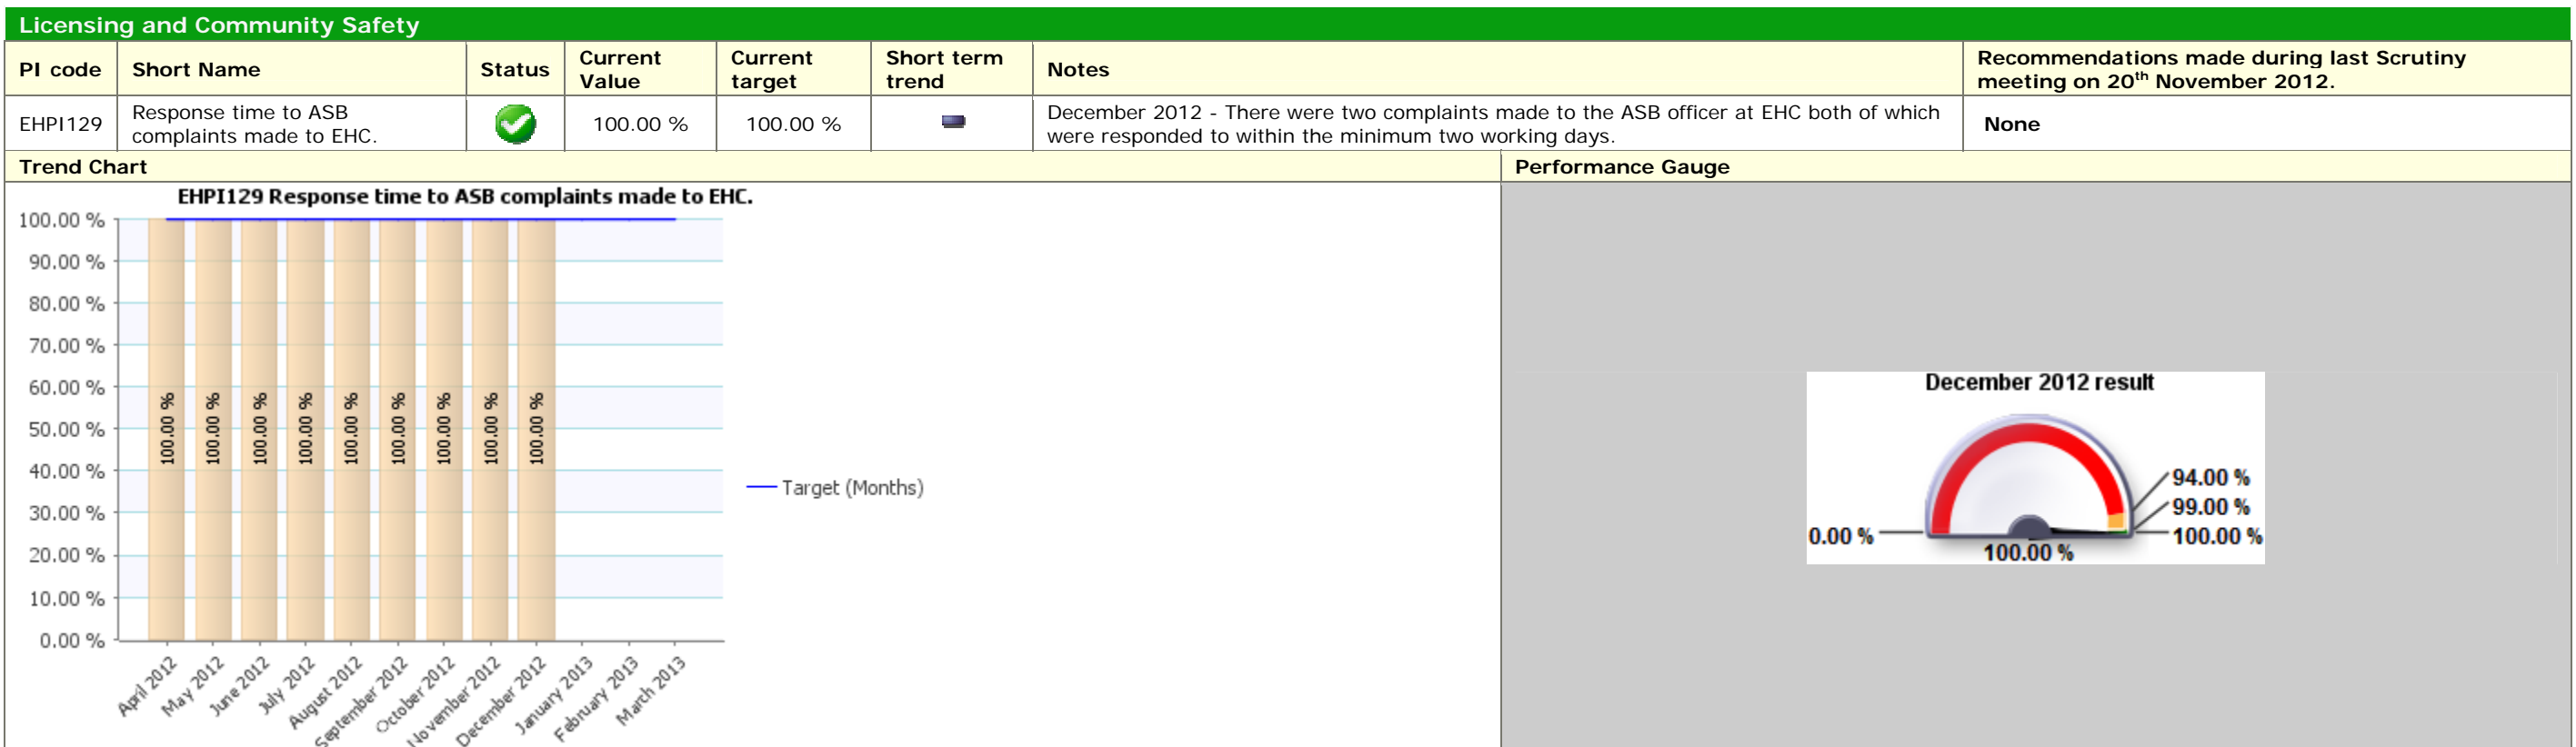 Licensing and Community Safety
PI code
Short Name
Status
Current
Value
Current
target
Short term
trend
Notes
Recommendations made during last Scrutiny
meeting on 20th November 2012.
EHPI129
Response time to ASB
complaints made to EHC.
100.00 %
100.00 %
December 2012 - There were two complaints made to the ASB officer at EHC both of which
were responded to within the minimum two working days.
None
Trend Chart
Performance Gauge
EHPI129 Response time to ASB complaints made to EHC.
100.00 %
90.00 %
80.00 %
70.00 %
60.00 %
50.00 %
40.00 %
30.00 %
20.00 %
10.00 %
0.00 %
100.00 %
100.00 %
100.00 %
100.00 %
100.00 %
100.00 %
100.00 %
100.00 %
100.00 %
April 2012
May 2012
June 2012
July 2012
August 2012
September 2012
October 2012
November 2012
December 2012
January 2013
February 2013
March 2013
Target (Months)
December 2012 result
94.00 %
99.00 %
100.00 %
0.00 %
100.00 %